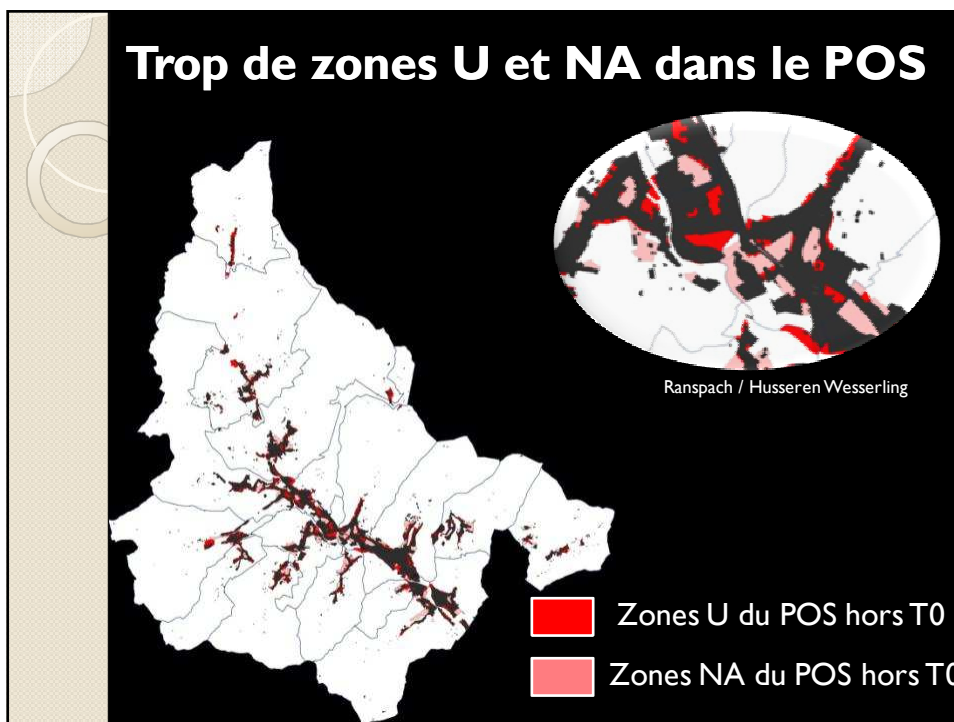 Trop de zones U et NA dans le POS
Ranspach / Husseren Wesserling
Zones U du POS hors T0
Zones NA du POS hors T0